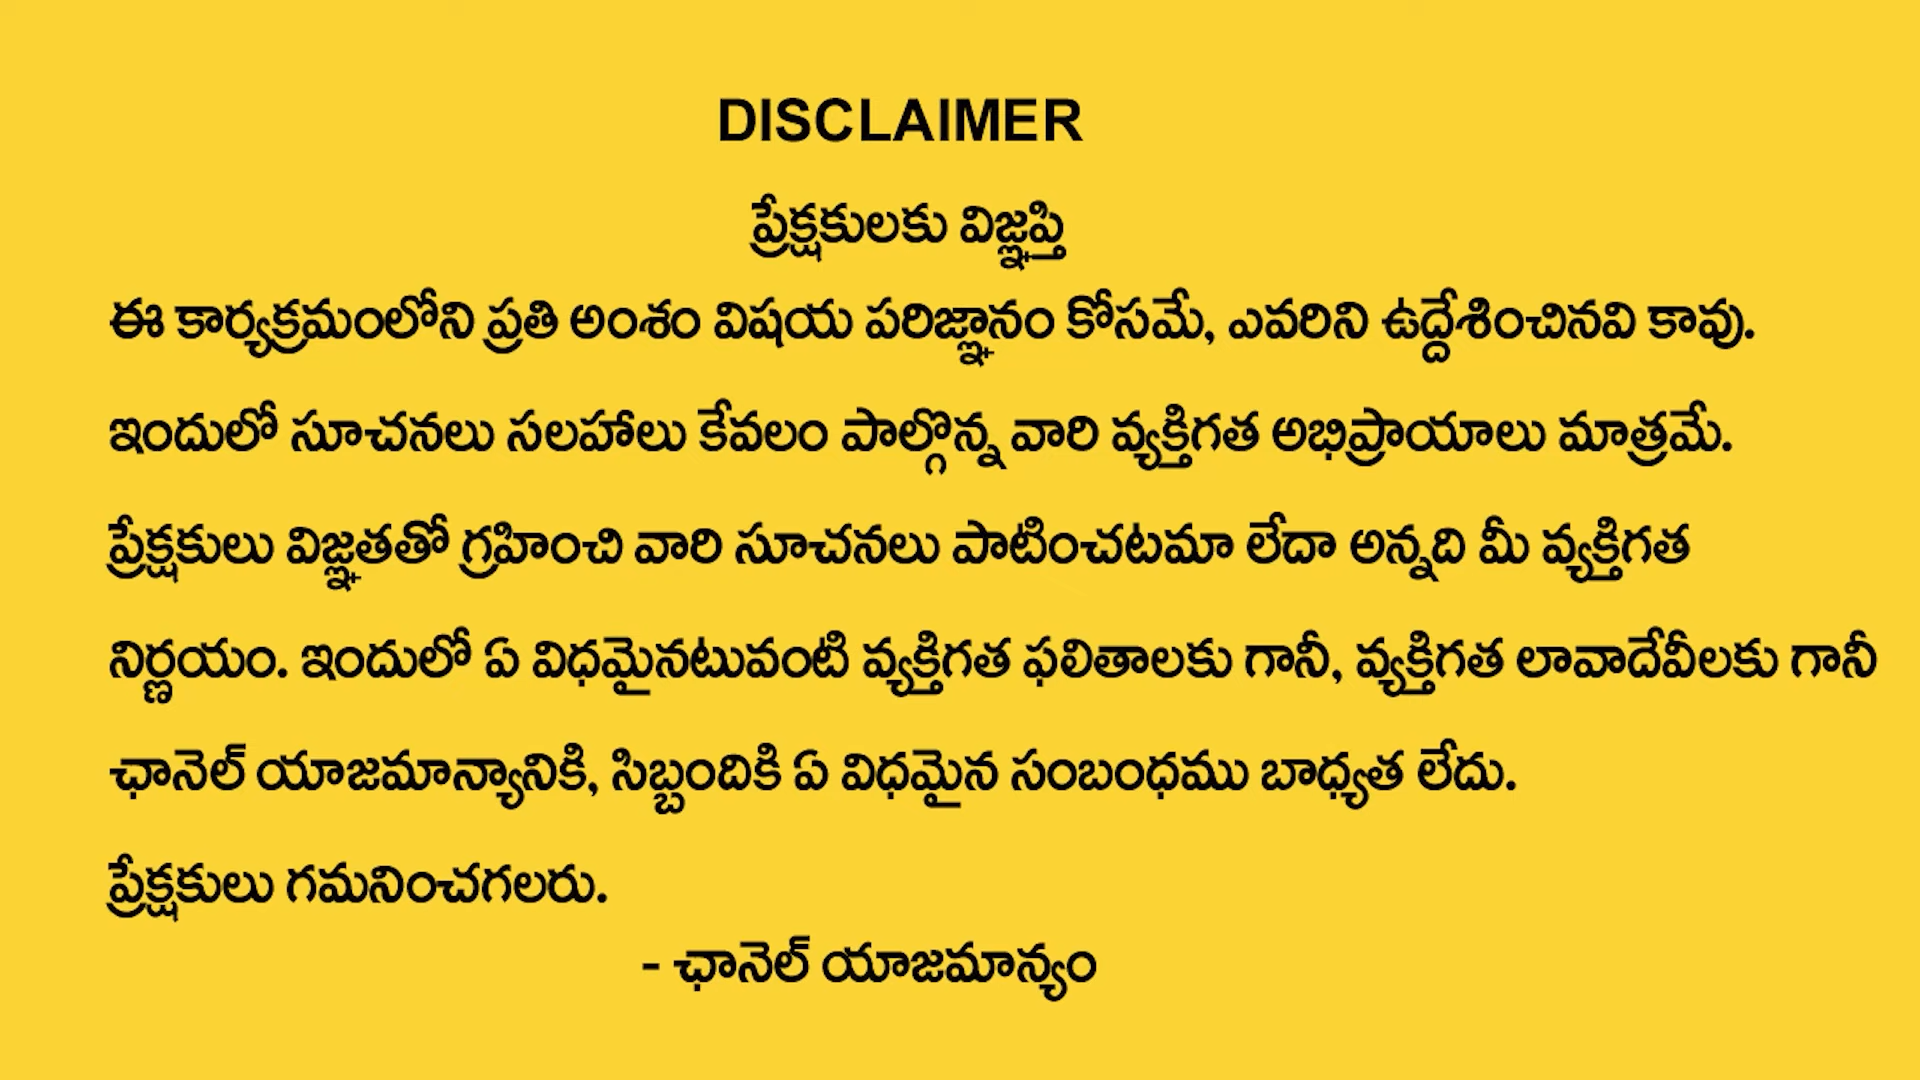 DISCLAIMER
ప్రేక్షకులకు విజ్ఞప్తి
ఈ కార్యక్రమంలోని ప్రతి అంశం విషయ పరిజ్ఞానం కోసమే, ఎవరిని ఉద్దేశించినవి కావు.
ఇందులో సూచనలు సలహాలు కేవలం పాల్గొన్న వారి వ్యక్తిగత అభిప్రాయాలు మాత్రమే.
ప్రేక్షకులు విజ్ఞతతో గ్రహించి వారి సూచనలు పాటించటమా లేదా అన్నది మీ వ్యక్తిగత
నిర్ణయం. ఇందులో ఏ విధమైనటువంటి వ్యక్తిగత ఫలితాలకు గానీ, వ్యక్తిగత లావాదేవీలకు గానీ
ఛానెల్ యాజమాన్యానికి, సిబ్బందికి ఏ విధమైన సంబంధము బాధ్యత లేదు.
ప్రేక్షకులు గమనించగలరు.
- ఛానెల్ యాజమాన్యం